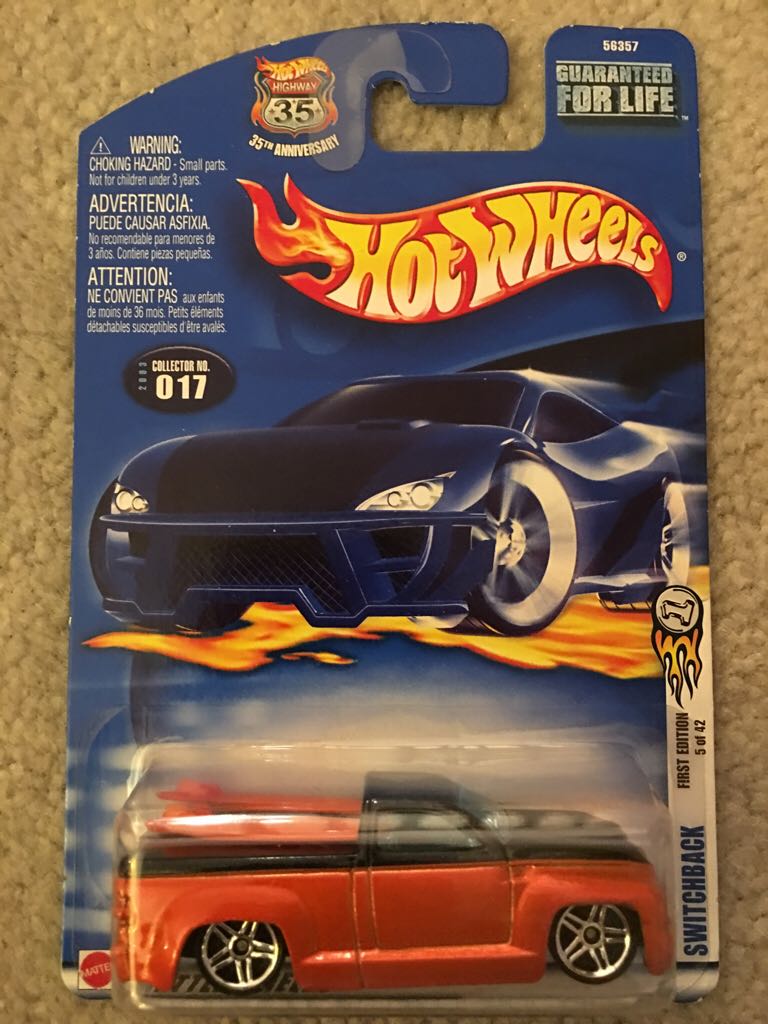 56357
GUARANTEED
FOR LIFE™
HOT WHEELS
HIGHWAY
35
35TH ANNIVERSARY
WARNING:
CHOKING HAZARD - Small parts.
Not for children under 3 years.
ADVERTENCIA:
PUEDE CAUSAR ASFIXIA.
No recomendable para menores de
3 años. Contiene piezas pequeñas.
ATTENTION:
NE CONVIENT PAS aux enfants
de moins de 36 mois. Petits éléments
détachables susceptibles d'être avalés.
HOT WHEELS®
2003
COLLECTOR NO.
017
1
FIRST EDITION
5 of 42
SWITCHBACK
MATTEL